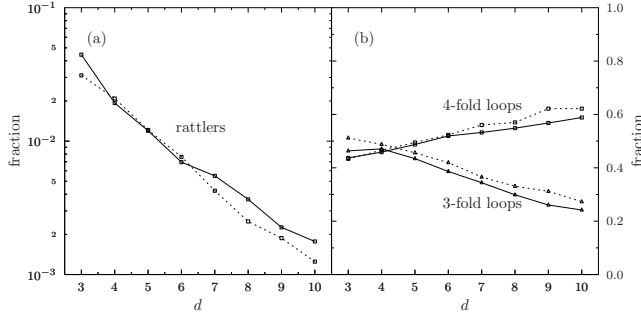 10⁻¹
5
2
10⁻²
5
2
10⁻³
fraction
(a)
rattlers
3 4 5 6 7 8 9 10
d
(b)
4-fold loops
3-fold loops
3 4 5 6 7 8 9 10
d
1.0
0.8
0.6
0.4
0.2
0.0
fraction